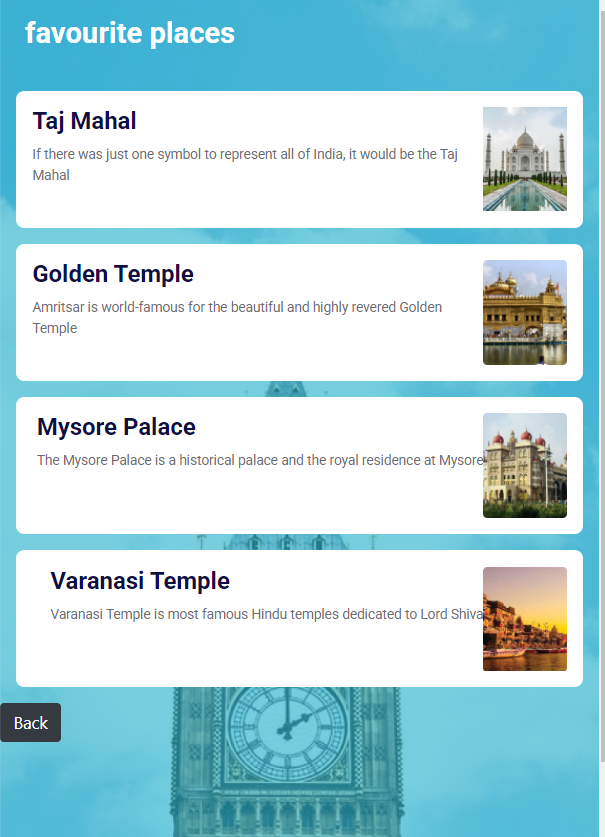 favourite places
Taj Mahal
If there was just one symbol to represent all of India, it would be the Taj
Mahal
Golden Temple
Amritsar is world-famous for the beautiful and highly revered Golden
Temple
Mysore Palace
The Mysore Palace is a historical palace and the royal residence at Mysore
Varanasi Temple
Varanasi Temple is most famous Hindu temples dedicated to Lord Shiva
Back